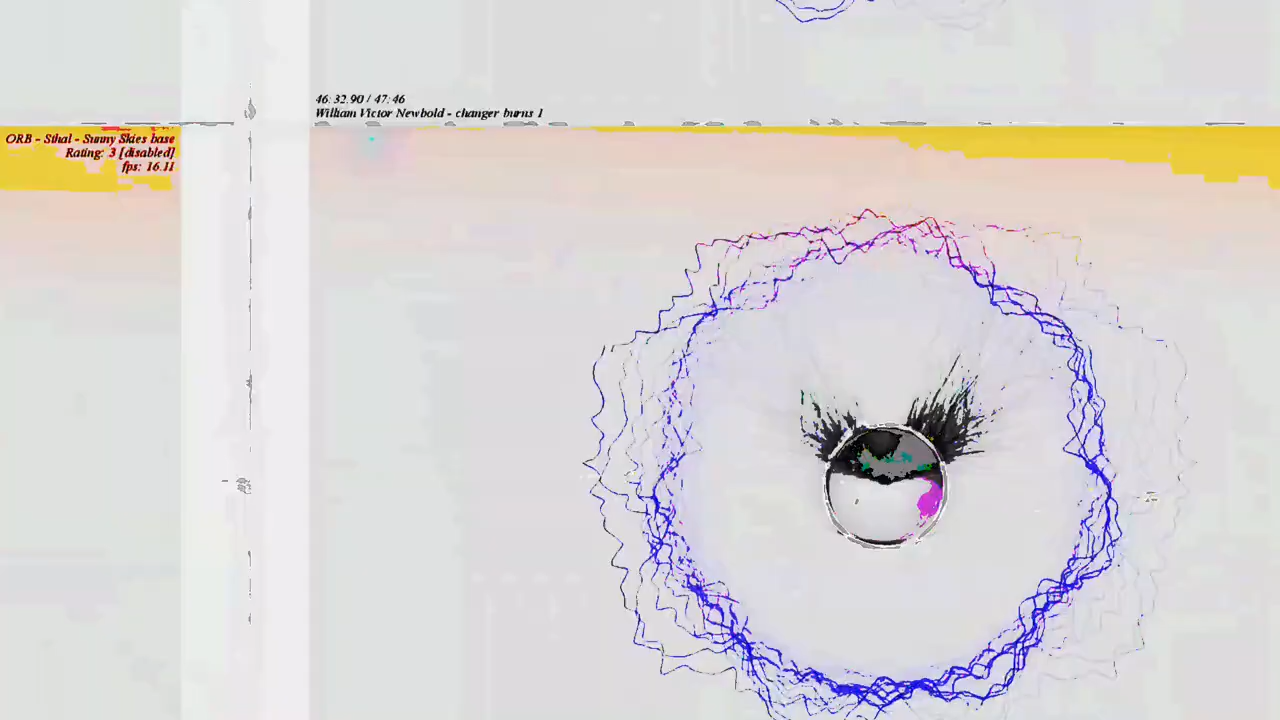 46:32.90 / 47:46
William Victor Newbold - changer burns 1
ORB - Sthal - Sunny Skies base
Rating: 3 [disabled]
fps: 16.11